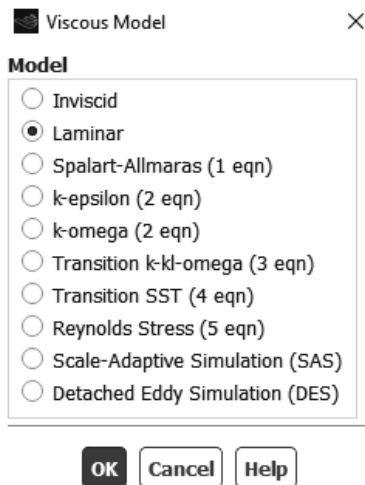 Viscous Model
Model
Inviscid
Laminar
Spalart-Allmaras (1 eqn)
k-epsilon (2 eqn)
k-omega (2 eqn)
Transition k-kl-omega (3 eqn)
Transition SST (4 eqn)
Reynolds Stress (5 eqn)
Scale-Adaptive Simulation (SAS)
Detached Eddy Simulation (DES)
OK Cancel Help